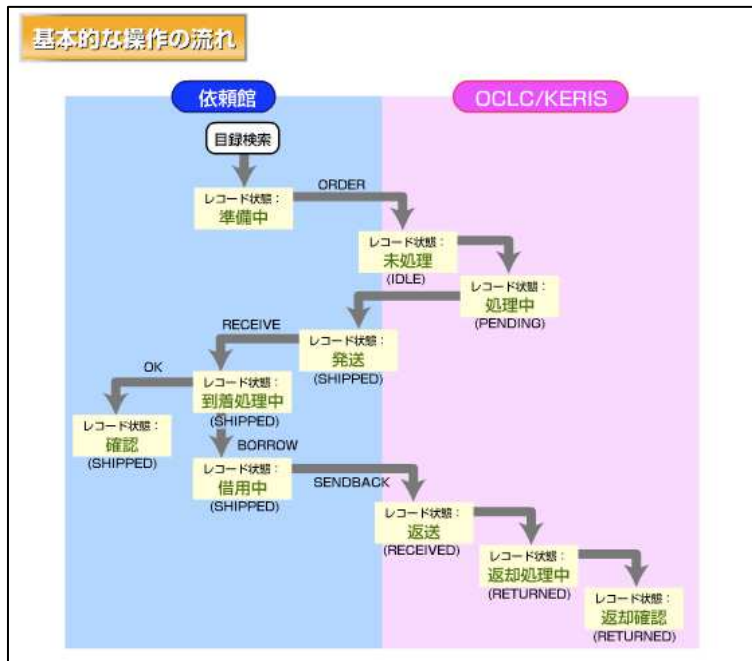 基本的な操作の流れ
依頼館
OCLC/KERIS
目録検索
レコード状態：
準備中
ORDER
レコード状態：
未処理
(IDLE)
レコード状態：
処理中
(PENDING)
RECEIVE
レコード状態：
発送
(SHIPPED)
OK
レコード状態：
到着処理中
(SHIPPED)
レコード状態：
確認
(SHIPPED)
BORROW
レコード状態：
借用中
(SHIPPED)
SENDBACK
レコード状態：
返送
(RECEIVED)
レコード状態：
返却処理中
(RETURNED)
レコード状態：
返却確認
(RETURNED)